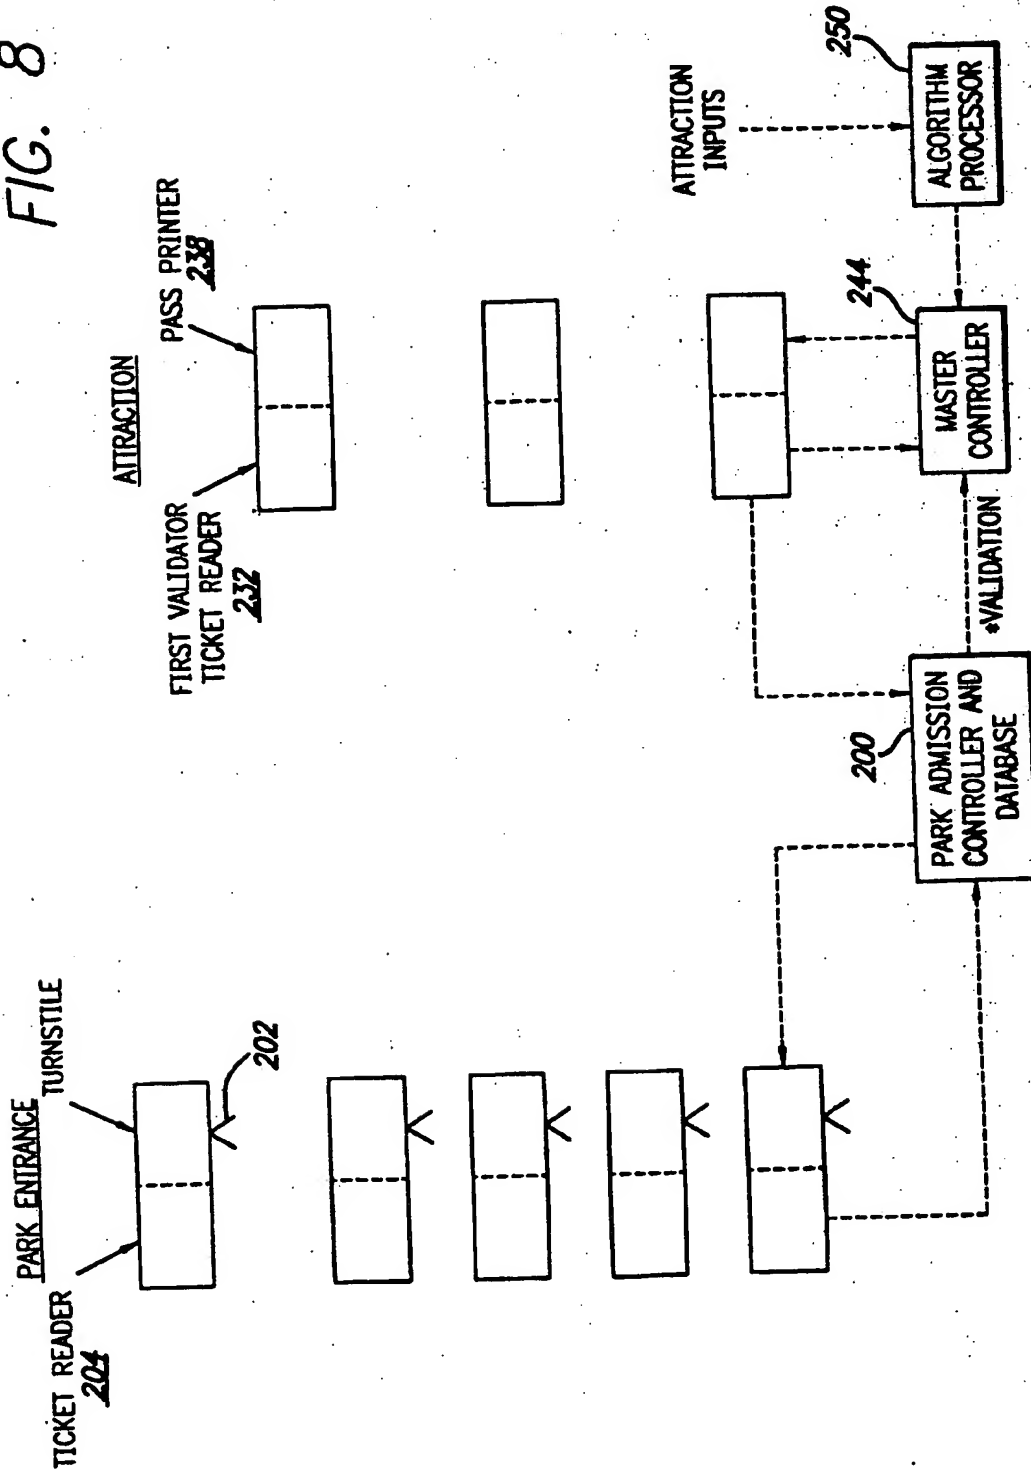 FIG. 8
PARK ENTRANCE
TICKET READER
204
TURNSTILE
202
ATTRACTION
FIRST VALIDATOR
TICKET READER
232
PASS PRINTER
238
ATTRACTION
INPUTS
200
PARK ADMISSION
CONTROLLER AND
DATABASE
*VALIDATION
244
MASTER
CONTROLLER
250
ALGORITHM
PROCESSOR